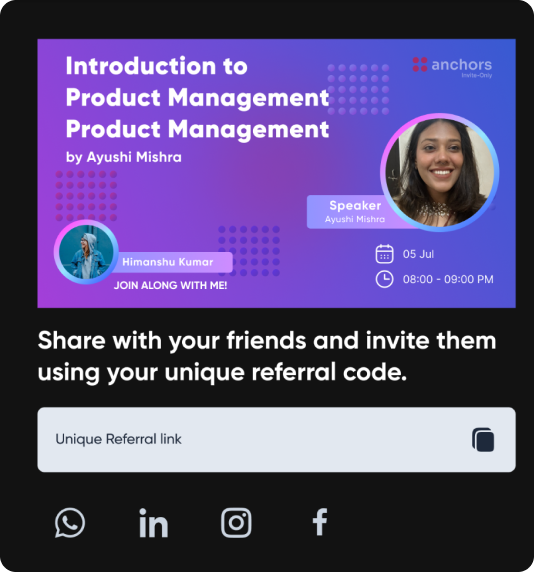 Introduction to
Product Management
Product Management
by Ayushi Mishra
anchors
Invite-Only
Speaker
Ayushi Mishra
Himanshu Kumar
JOIN ALONG WITH ME!
05 Jul
08:00 - 09:00 PM
Share with your friends and invite them
using your unique referral code.
Unique Referral link
in
f